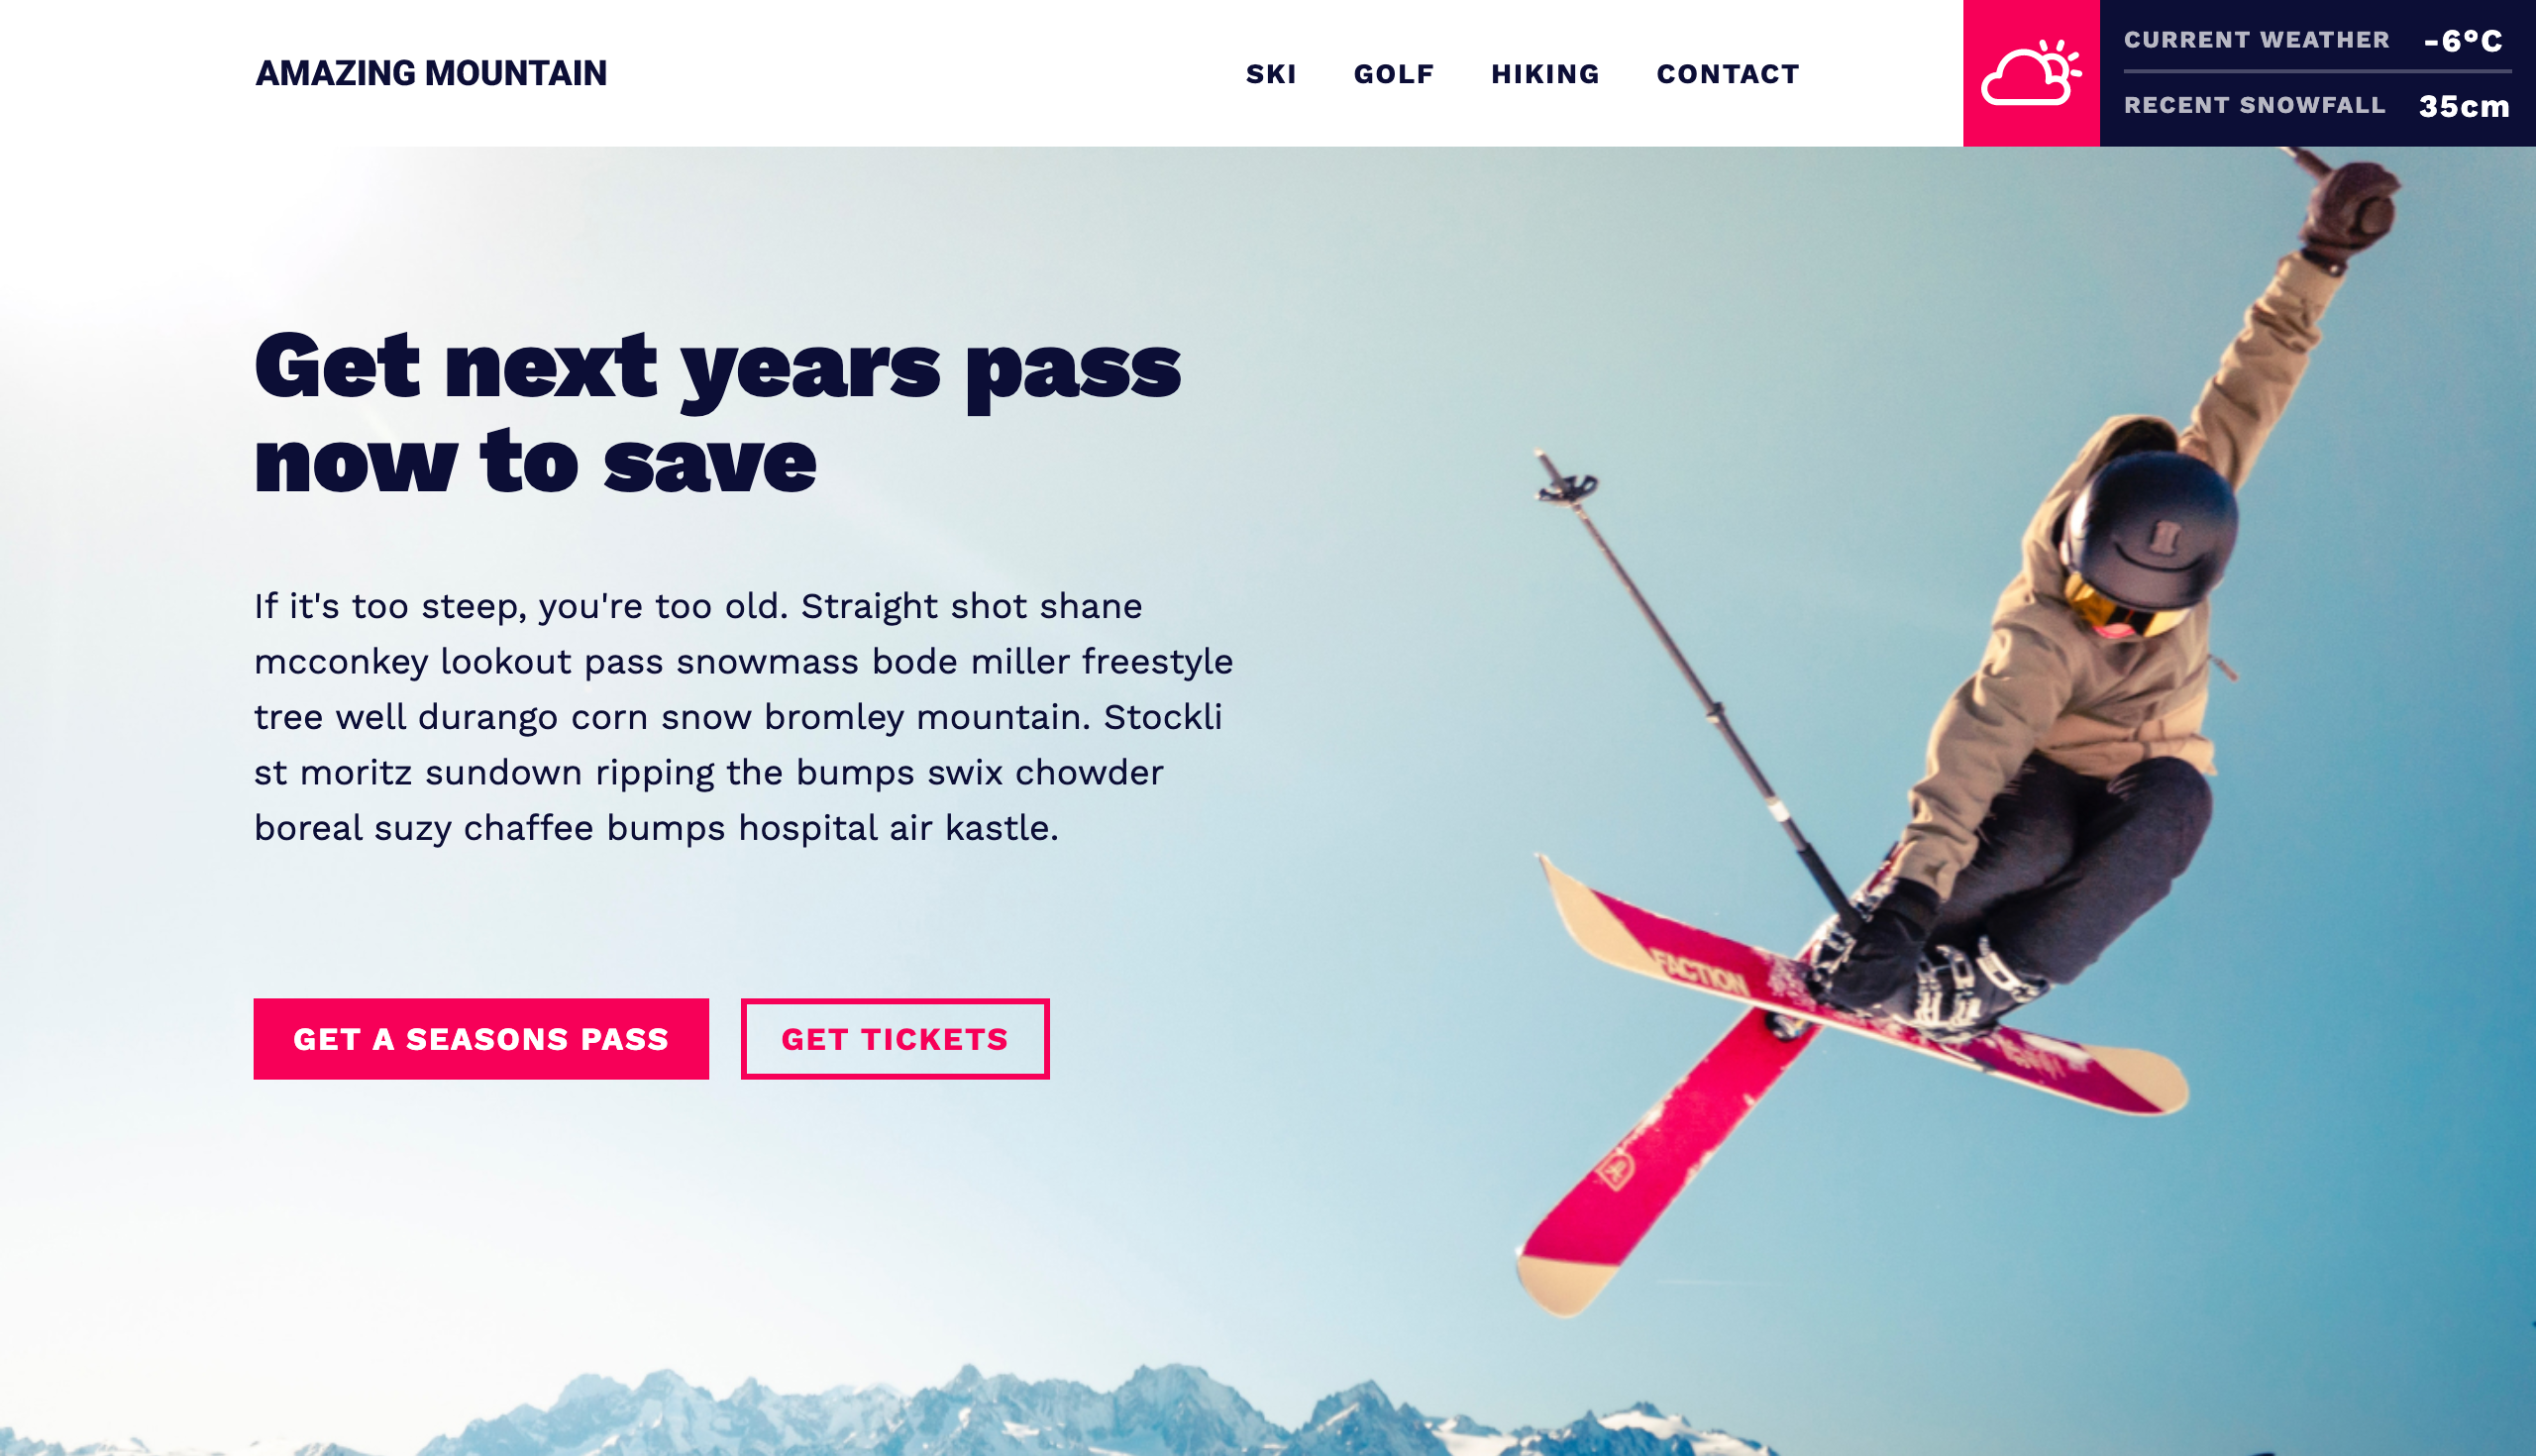 AMAZING MOUNTAIN
SKI GOLF HIKING CONTACT
CURRENT WEATHER -6°C
RECENT SNOWFALL 35cm
Get next years pass
now to save
If it's too steep, you're too old. Straight shot shane
mcconkey lookout pass snowmass bode miller freestyle
tree well durango corn snow bromley mountain. Stockli
st moritz sundown ripping the bumps swix chowder
boreal suzy chaffee bumps hospital air kastle.
GET A SEASONS PASS GET TICKETS
FACTION